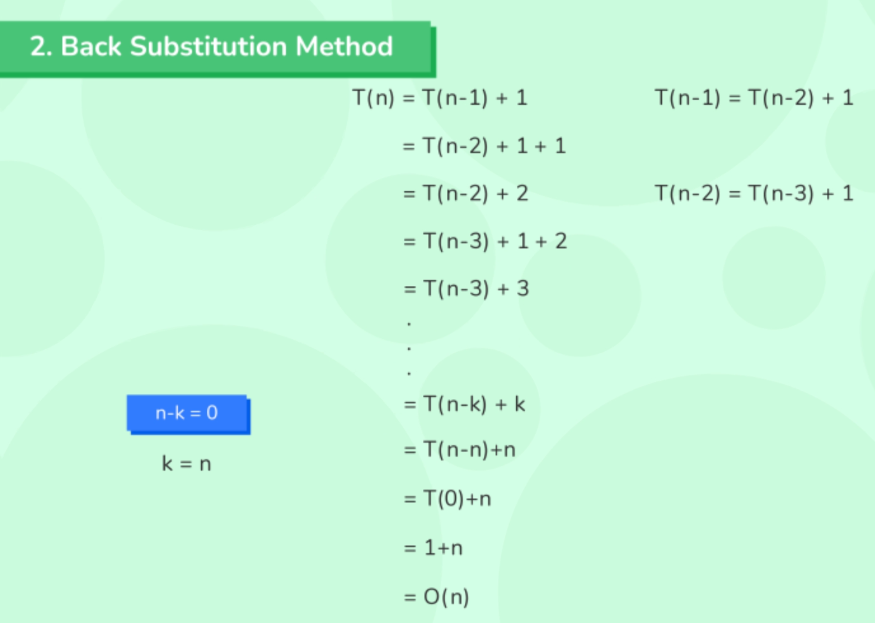 2. Back Substitution Method
T(n) = T(n-1) + 1
T(n-1) = T(n-2) + 1
= T(n-2) + 1 + 1
= T(n-2) + 2
T(n-2) = T(n-3) + 1
= T(n-3) + 1 + 2
= T(n-3) + 3
.
.
.
n-k = 0
= T(n-k) + k
k = n
= T(n-n)+n
= T(0)+n
= 1+n
= O(n)